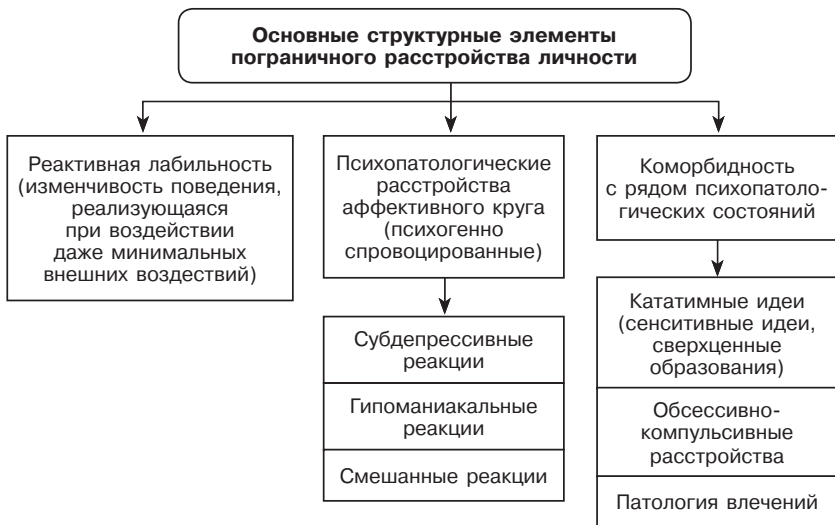 Основные структурные элементы
пограничного расстройства личности
Реактивная лабильность
(изменчивость поведения,
реализующаяся
при воздействии
даже минимальных
внешних воздествий)
Психопатологические
расстройства
аффективного круга
(психогенно
спровоцированные)
Субдепрессивные
реакции
Гипоманиакальные
реакции
Смешанные реакции
Коморбидность
с рядом психопатоло-
гических состояний
Кататимные идеи
(сенситивные идеи,
сверхценные
образования)
Обсессивно-
компульсивные
расстройства
Патология влечений